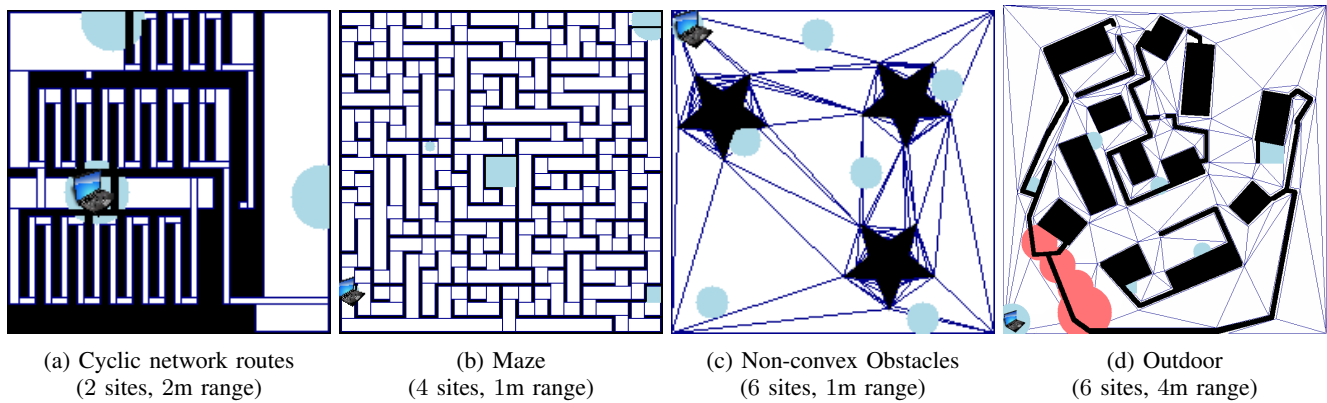 (a) Cyclic network routes
(2 sites, 2m range)
(b) Maze
(4 sites, 1m range)
(c) Non-convex Obstacles
(6 sites, 1m range)
(d) Outdoor
(6 sites, 4m range)